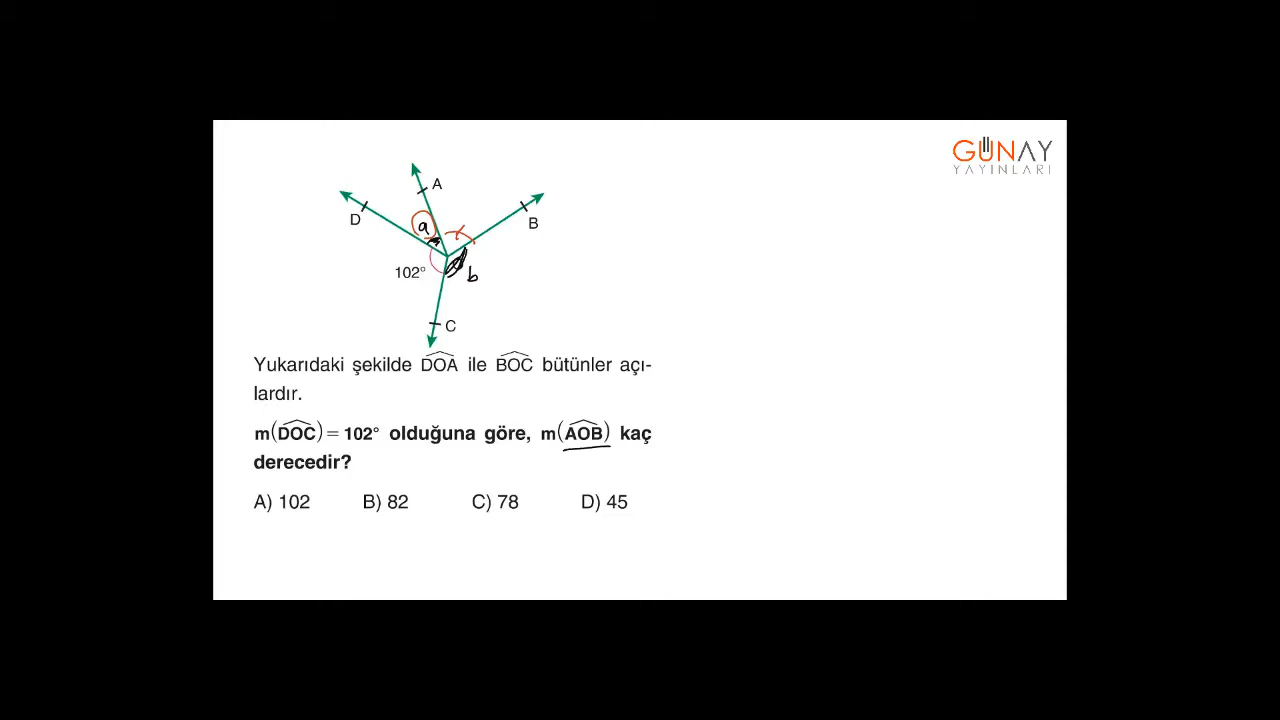 GÜNAY
YAYINLARI
A
D
B
a
102°
b
C
Yukarıdaki şekilde DOA ile BOC bütünler açı-
lardır.
m(DOC) = 102° olduğuna göre, m(AOB) kaç
derecedir?
A) 102 B) 82 C) 78 D) 45